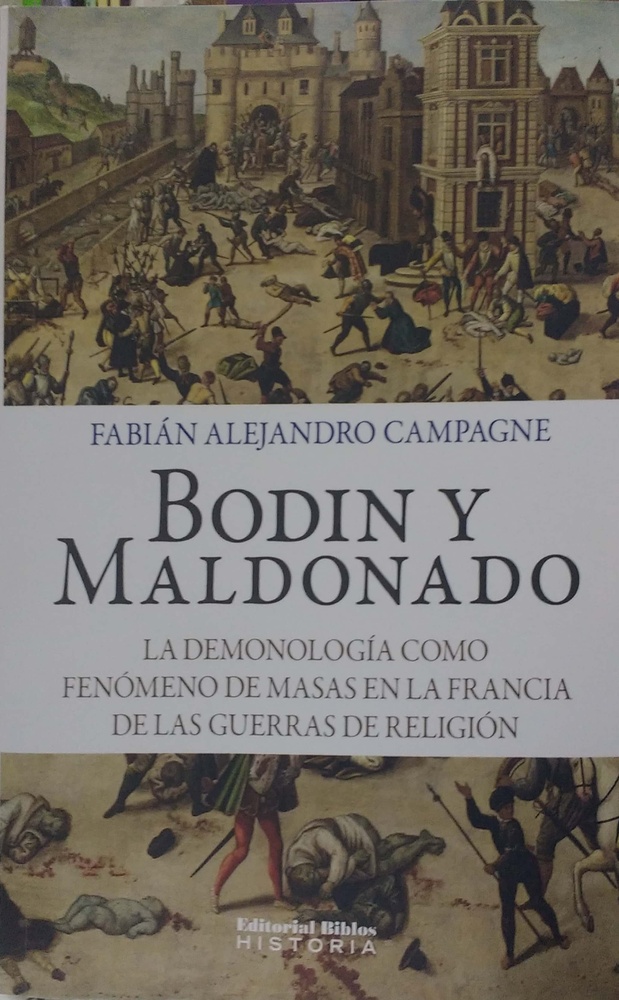 FABIÁN ALEJANDRO CAMPAGNE
BODIN Y
MALDONADO
LA DEMONOLOGÍA COMO
FENÓMENO DE MASAS EN LA FRANCIA
DE LAS GUERRAS DE RELIGIÓN
Editorial Biblos
HISTORIA